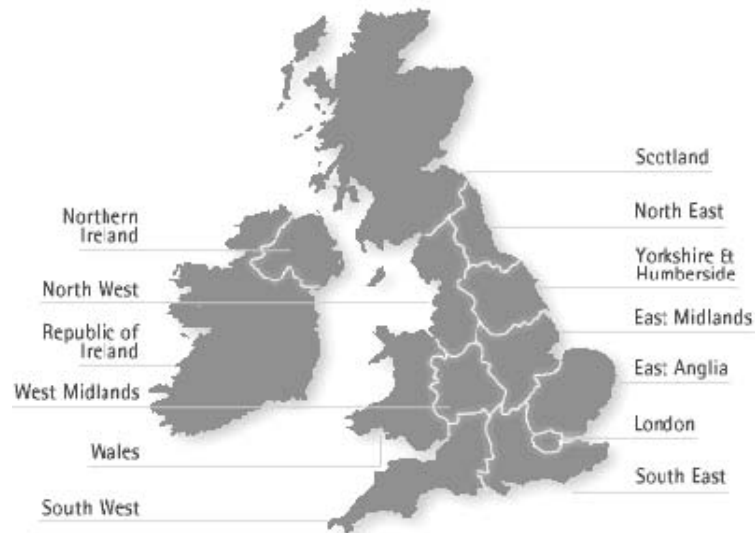 Scotland
North East
Yorkshire &
Humberside
East Midlands
East Anglia
London
South East
Northern
Ireland
North West
Republic of
Ireland
West Midlands
Wales
South West